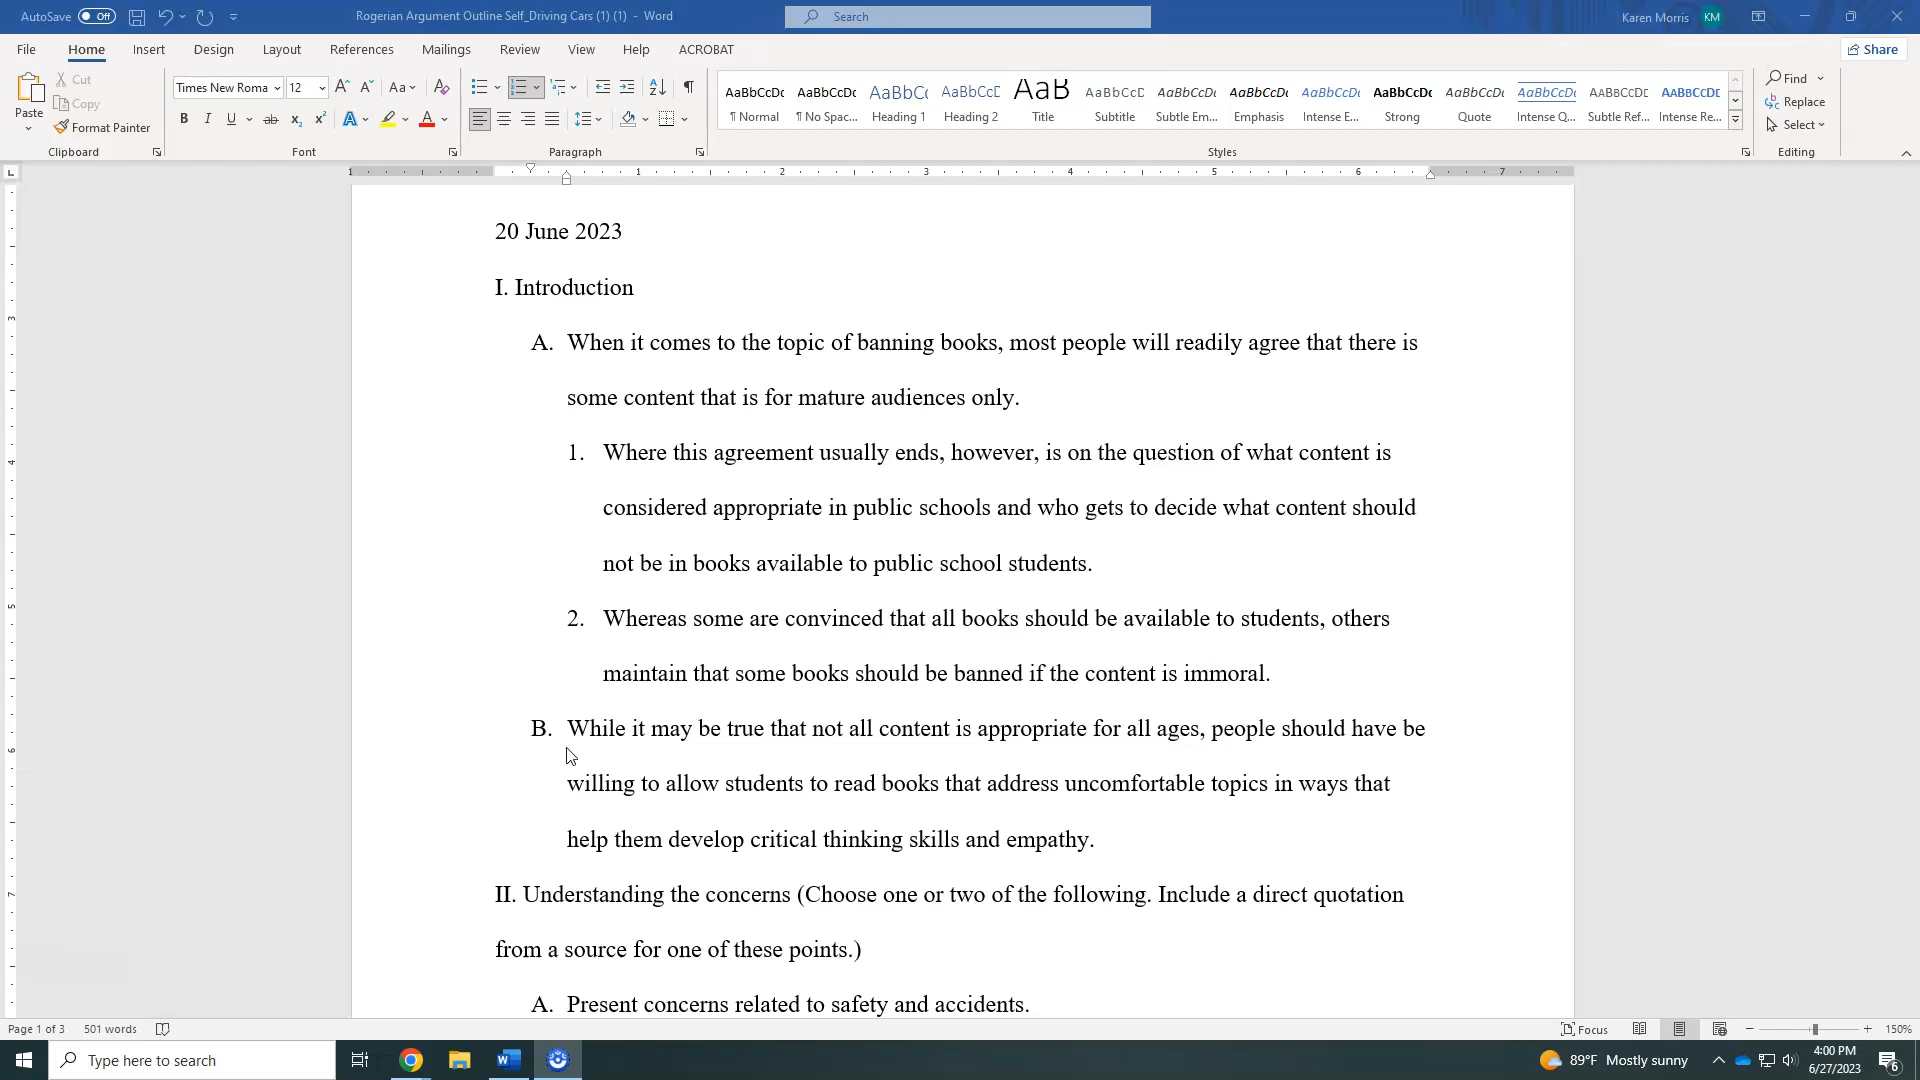 AutoSave Off Rogerian Argument Outline Self_Driving Cars (1) (1) - Word Search Karen Morris KM
File Home Insert Design Layout References Mailings Review View Help ACROBAT Share
Cut
Copy
Paste
Format Painter
Clipboard
Times New Roma 12
Font
Paragraph
AaBbCcDc AaBbCcDc AaBbCc AaBbCcD AaB AaBbCcD AaBbCcDc AaBbCcDc AaBbCcDc AaBbCcDc AaBbCcDc AaBbCcDc AaBbCcDc AaBbCcDc
¶ Normal ¶ No Spac... Heading 1 Heading 2 Title Subtitle Subtle Em... Emphasis Intense E... Strong Quote Intense Q... Subtle Ref... Intense Re...
Styles
Find
Replace
Select
Editing
1 1 2 3 4 5 6 7
20 June 2023
I. Introduction
A. When it comes to the topic of banning books, most people will readily agree that there is
some content that is for mature audiences only.
1. Where this agreement usually ends, however, is on the question of what content is
considered appropriate in public schools and who gets to decide what content should
not be in books available to public school students.
2. Whereas some are convinced that all books should be available to students, others
maintain that some books should be banned if the content is immoral.
B. While it may be true that not all content is appropriate for all ages, people should have be
willing to allow students to read books that address uncomfortable topics in ways that
help them develop critical thinking skills and empathy.
II. Understanding the concerns (Choose one or two of the following. Include a direct quotation
from a source for one of these points.)
A. Present concerns related to safety and accidents.
Page 1 of 3 501 words Focus 150%
Type here to search 89°F Mostly sunny 4:00 PM
6/27/2023 6